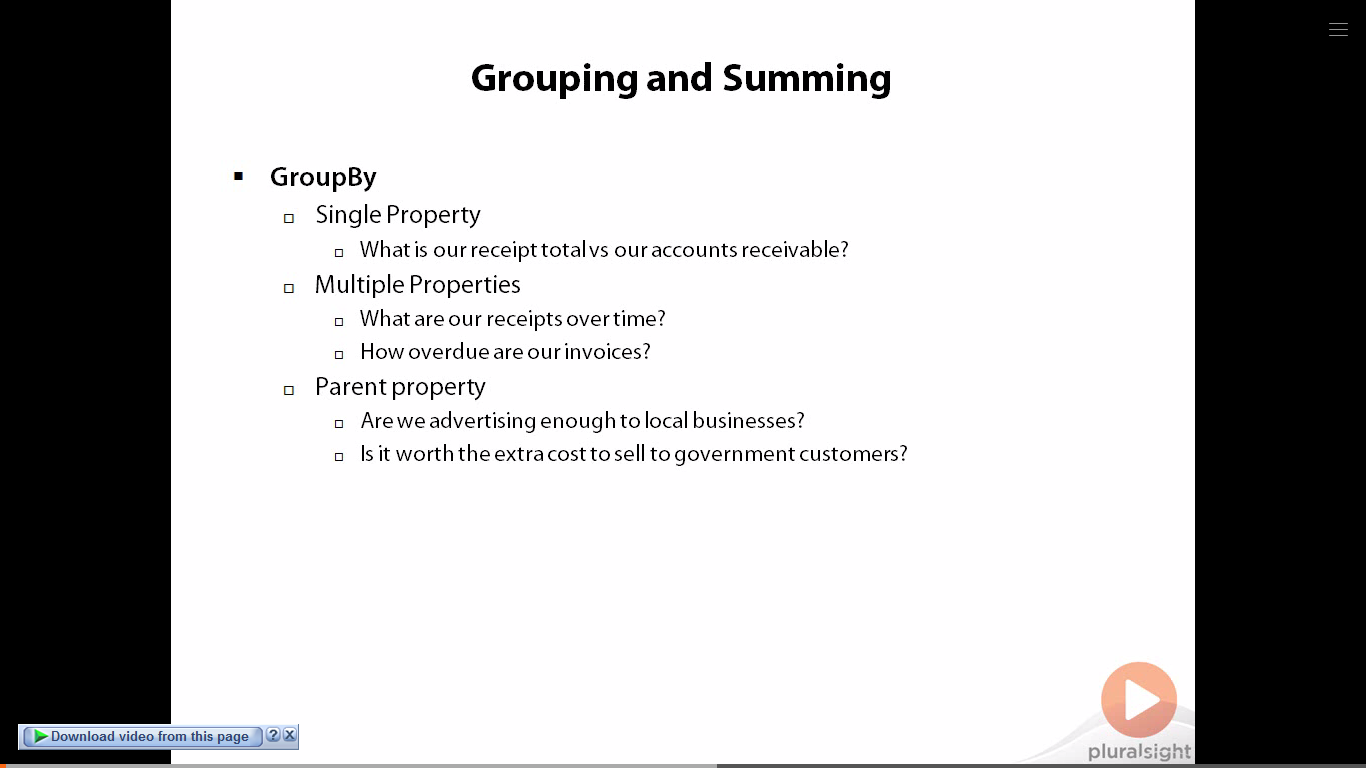 Grouping and Summing
GroupBy
Single Property
What is our receipt total vs our accounts receivable?
Multiple Properties
What are our receipts over time?
How overdue are our invoices?
Parent property
Are we advertising enough to local businesses?
Is it worth the extra cost to sell to government customers?
Download video from this page ? X
pluralsight